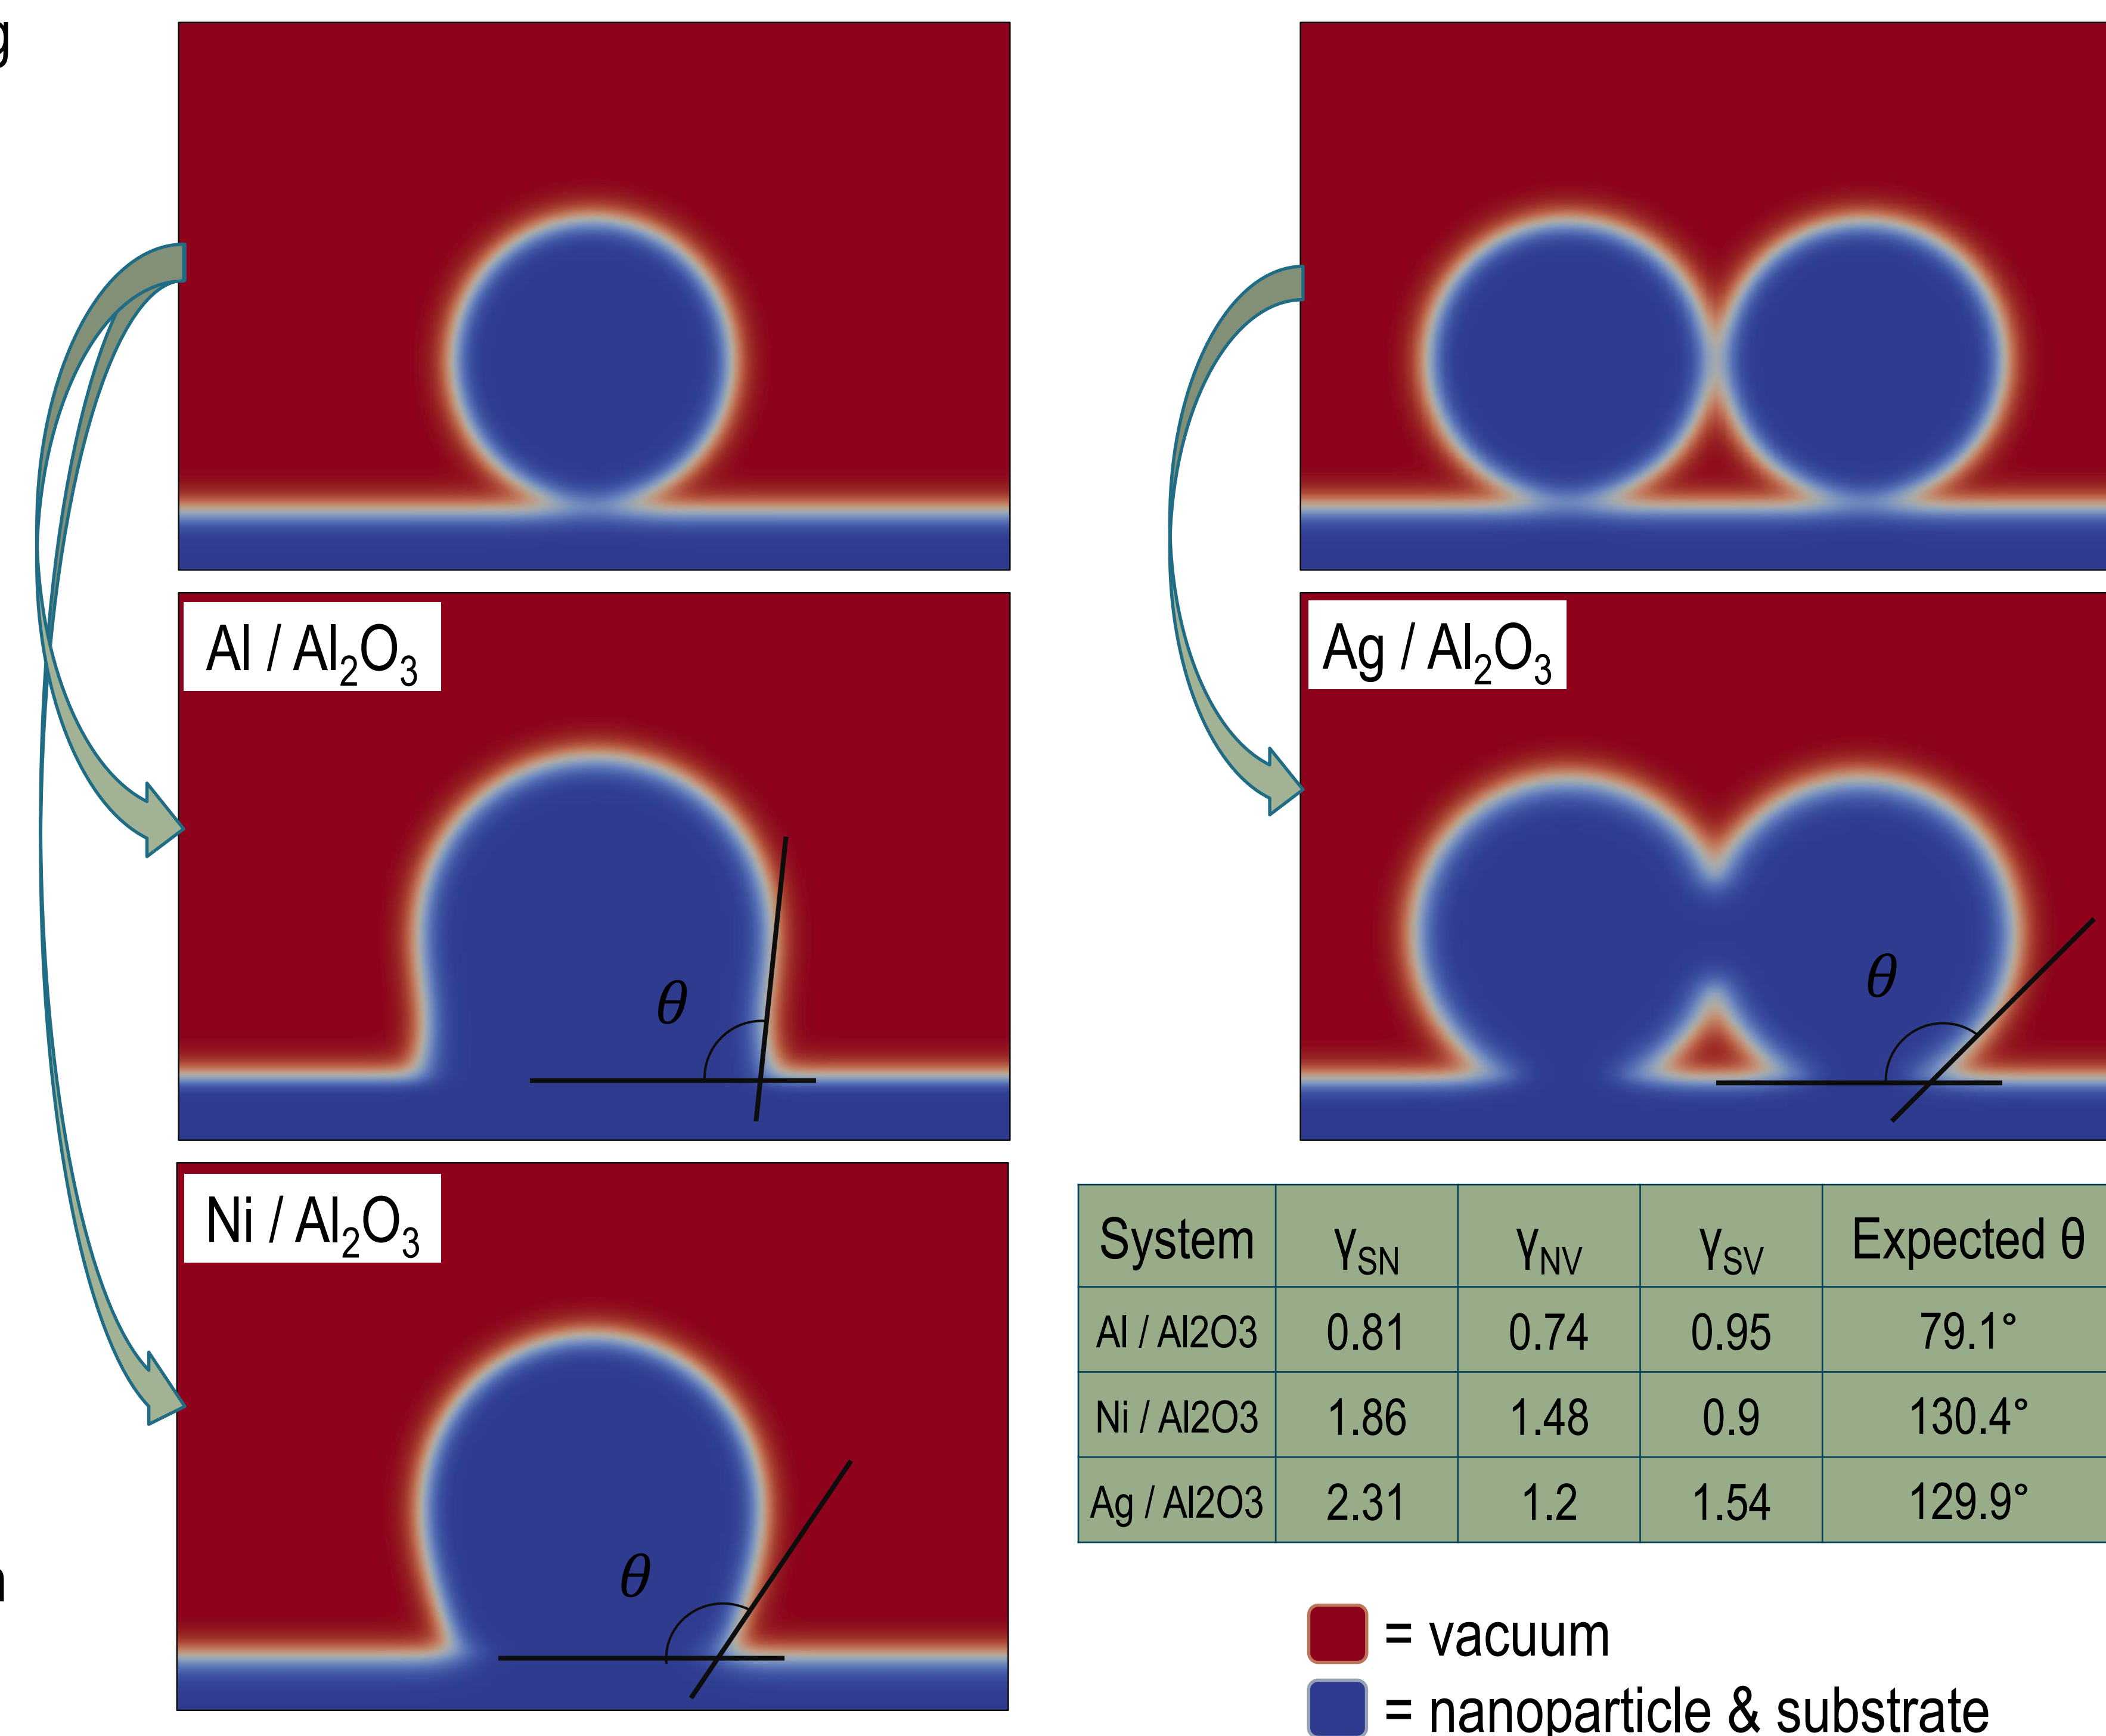 g
Al / Al₂O₃
Ag / Al₂O₃
θ
θ
Ni / Al₂O₃
θ
System γSN γNV γSV Expected θ
Al / Al2O3 0.81 0.74 0.95 79.1°
Ni / Al2O3 1.86 1.48 0.9 130.4°
Ag / Al2O3 2.31 1.2 1.54 129.9°
= vacuum
= nanoparticle & substrate